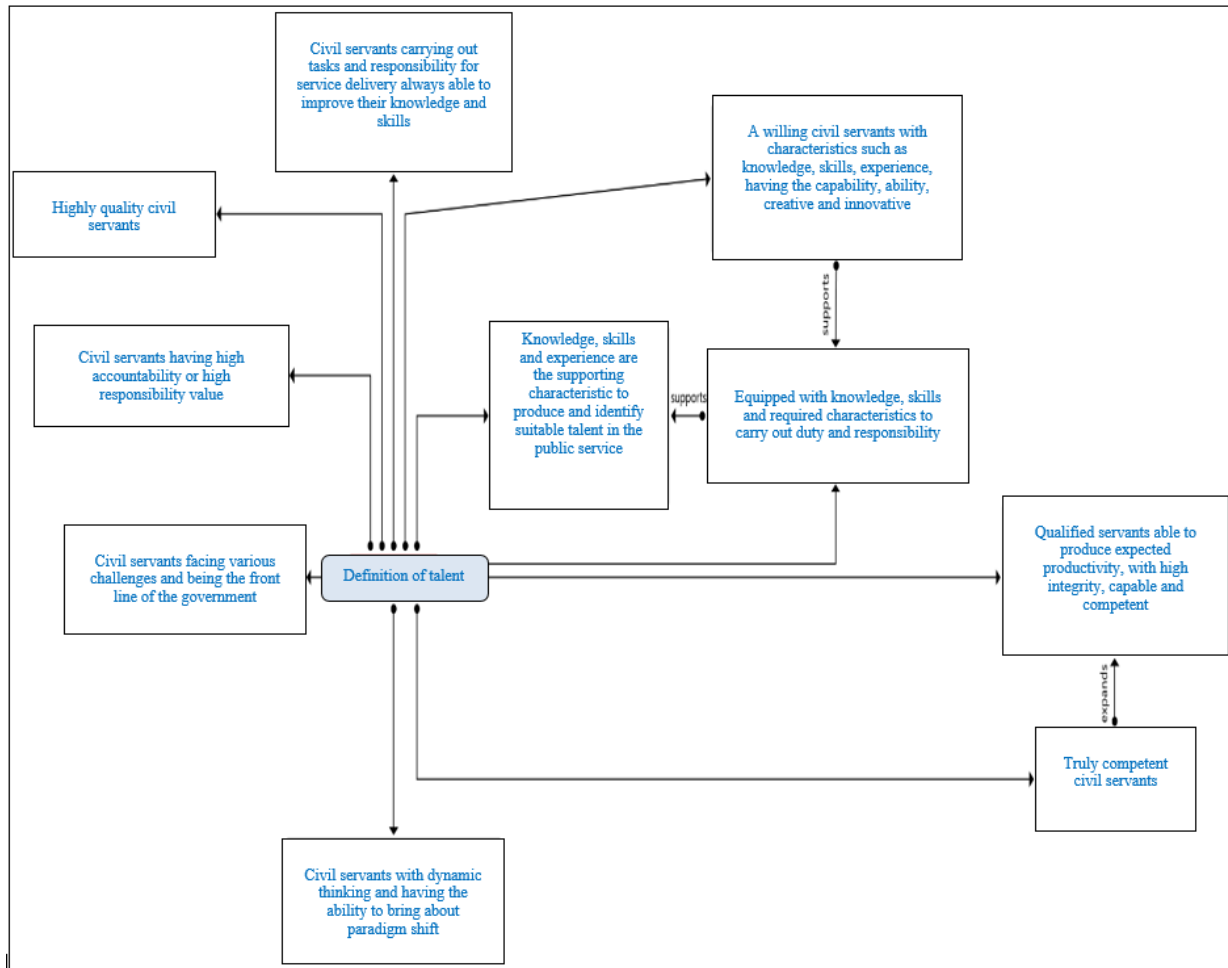 Civil servants carrying out
tasks and responsibility for
service delivery always able to
improve their knowledge and
skills
A willing civil servants with
characteristics such as
knowledge, skills, experience,
having the capability, ability,
creative and innovative
Highly quality civil
servants
supports
Civil servants having high
accountability or high
responsibility value
Knowledge, skills
and experience are
the supporting
characteristic to
produce and identify
suitable talent in the
public service
supports
Equipped with knowledge, skills
and required characteristics to
carry out duty and responsibility
Civil servants facing various
challenges and being the front
line of the government
Definition of talent
Qualified servants able to
produce expected
productivity, with high
integrity, capable and
competent
expands
Truly competent
civil servants
Civil servants with dynamic
thinking and having the
ability to bring about
paradigm shift